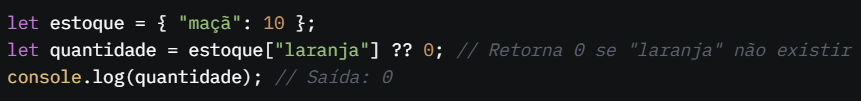 let estoque = { "maçã": 10 };
let quantidade = estoque["laranja"] ?? 0; // Retorna 0 se "laranja" não existir
console.log(quantidade); // Saída: 0